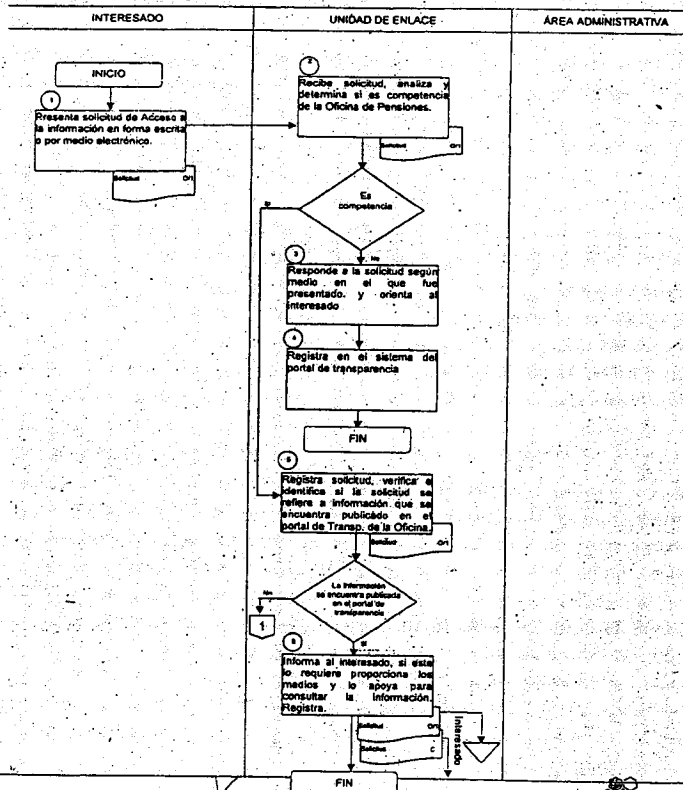 INTERESADO
UNIDAD DE ENLACE
ÁREA ADMINISTRATIVA
INICIO
1
Presenta solicitud de Acceso a
la información en forma escrita
o por medio electrónico.
Solicitud
O/1
2
Recibe solicitud, analiza y
determina si es competencia
de la Oficina de Pensiones.
Solicitud
O/1
Es
competencia
Si
No
3
Responde a la solicitud según
medio en el que fue
presentado y orienta al
interesado
4
Registra en el sistema del
portal de transparencia
FIN
5
Registra solicitud, verifica e
identifica si la solicitud se
refiere a información que se
encuentra publicado en el
portal de Transp. de la Oficina.
Solicitud
O/1
La Información
se encuentra publicada
en el portal de
transparencia
No
1
Si
6
Informa al interesado, si este
lo requiere proporciona los
medios y lo apoya para
consultar la información.
Registra.
Solicitud
O/1
Solicitud
C
Interesado
FIN